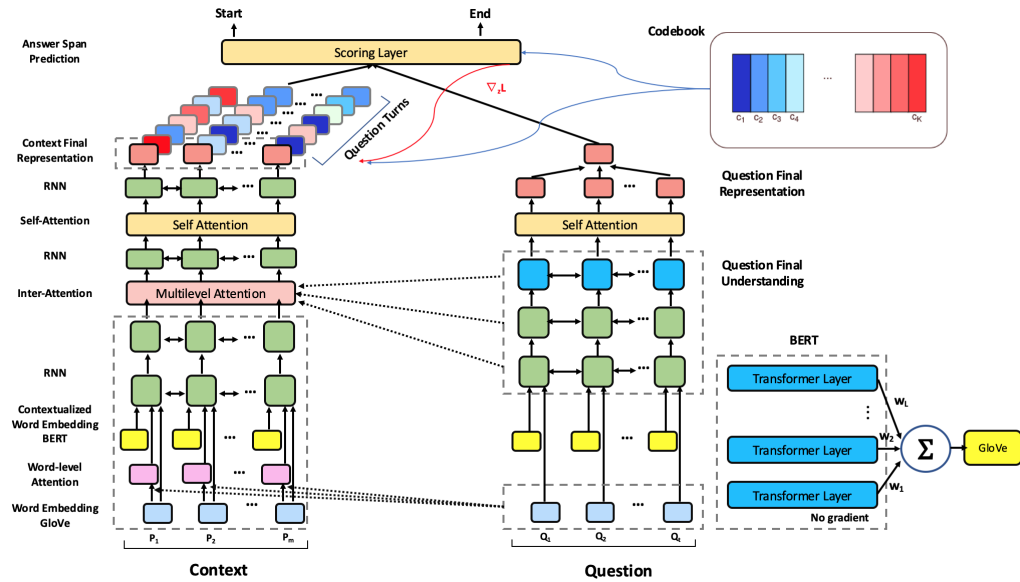 Start
End
Codebook
Answer Span
Prediction
Scoring Layer
∇zL
...
c1 c2 c3 c4 cK
Question Turns
Context Final
Representation
RNN
Question Final
Representation
Self-Attention
Self Attention
Self Attention
RNN
Question Final
Understanding
Inter-Attention
Multilevel Attention
BERT
RNN
Transformer Layer
wL
Contextualized
Word Embedding
BERT
Transformer Layer
w2
Σ
GloVe
Word-level
Attention
Transformer Layer
w1
No gradient
Word Embedding
GloVe
P1 P2 Pm
Q1 Q2 Qt
Context
Question